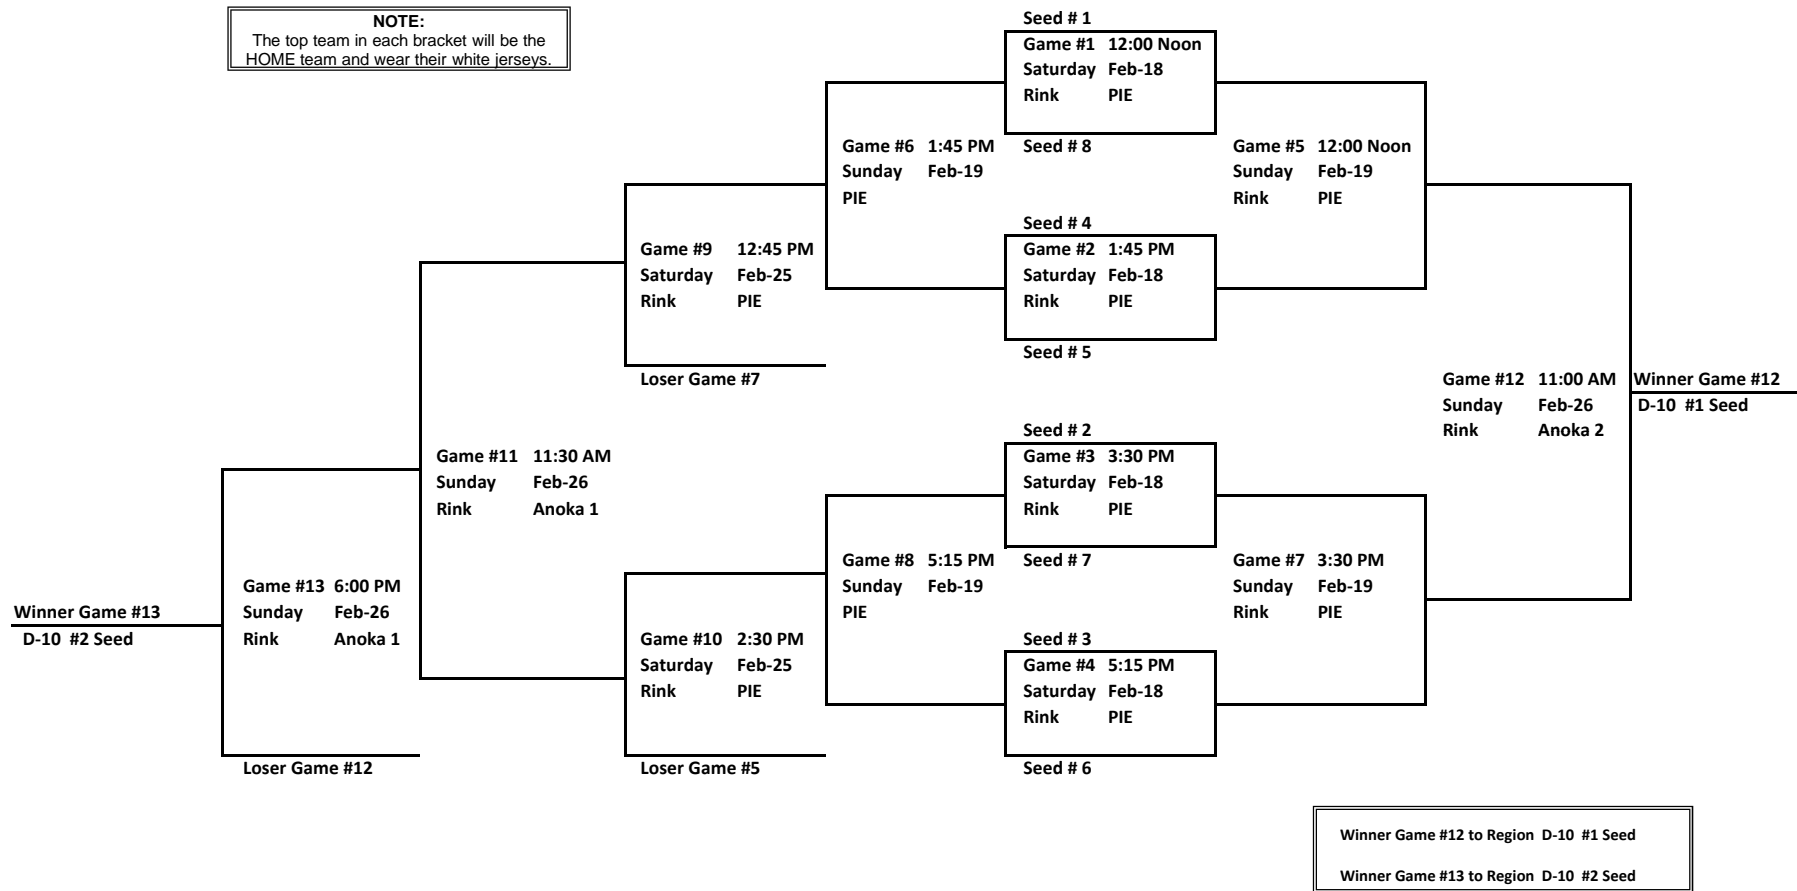 NOTE:
The top team in each bracket will be the
HOME team and wear their white jerseys.
Seed # 1
Game #1 12:00 Noon
Saturday Feb-18
Rink PIE
Seed # 8
Game #6 1:45 PM
Sunday Feb-19
PIE
Game #5 12:00 Noon
Sunday Feb-19
Rink PIE
Seed # 4
Game #2 1:45 PM
Saturday Feb-18
Rink PIE
Seed # 5
Game #9 12:45 PM
Saturday Feb-25
Rink PIE
Loser Game #7
Game #12 11:00 AM
Sunday Feb-26
Rink Anoka 2
Winner Game #12
D-10 #1 Seed
Seed # 2
Game #3 3:30 PM
Saturday Feb-18
Rink PIE
Seed # 7
Game #11 11:30 AM
Sunday Feb-26
Rink Anoka 1
Game #8 5:15 PM
Sunday Feb-19
PIE
Game #7 3:30 PM
Sunday Feb-19
Rink PIE
Winner Game #13
D-10 #2 Seed
Game #13 6:00 PM
Sunday Feb-26
Rink Anoka 1
Game #10 2:30 PM
Saturday Feb-25
Rink PIE
Seed # 3
Game #4 5:15 PM
Saturday Feb-18
Rink PIE
Loser Game #12
Loser Game #5
Seed # 6
Winner Game #12 to Region D-10 #1 Seed
Winner Game #13 to Region D-10 #2 Seed